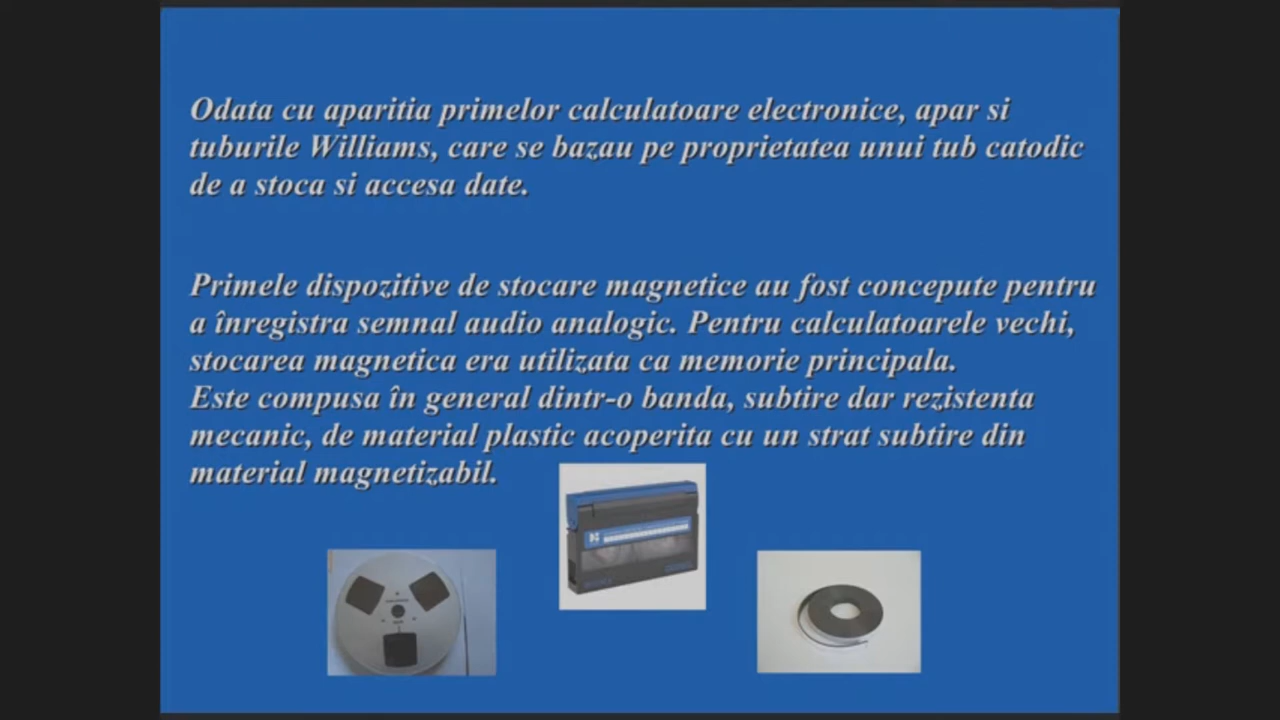 Odata cu aparitia primelor calculatoare electronice, apar si
tuburile Williams, care se bazau pe proprietatea unui tub catodic
de a stoca si accesa date.
Primele dispozitive de stocare magnetice au fost concepute pentru
a înregistra semnal audio analogic. Pentru calculatoarele vechi,
stocarea magnetica era utilizata ca memorie principala.
Este compusa în general dintr-o banda, subtire dar rezistenta
mecanic, de material plastic acoperita cu un strat subtire din
material magnetizabil.